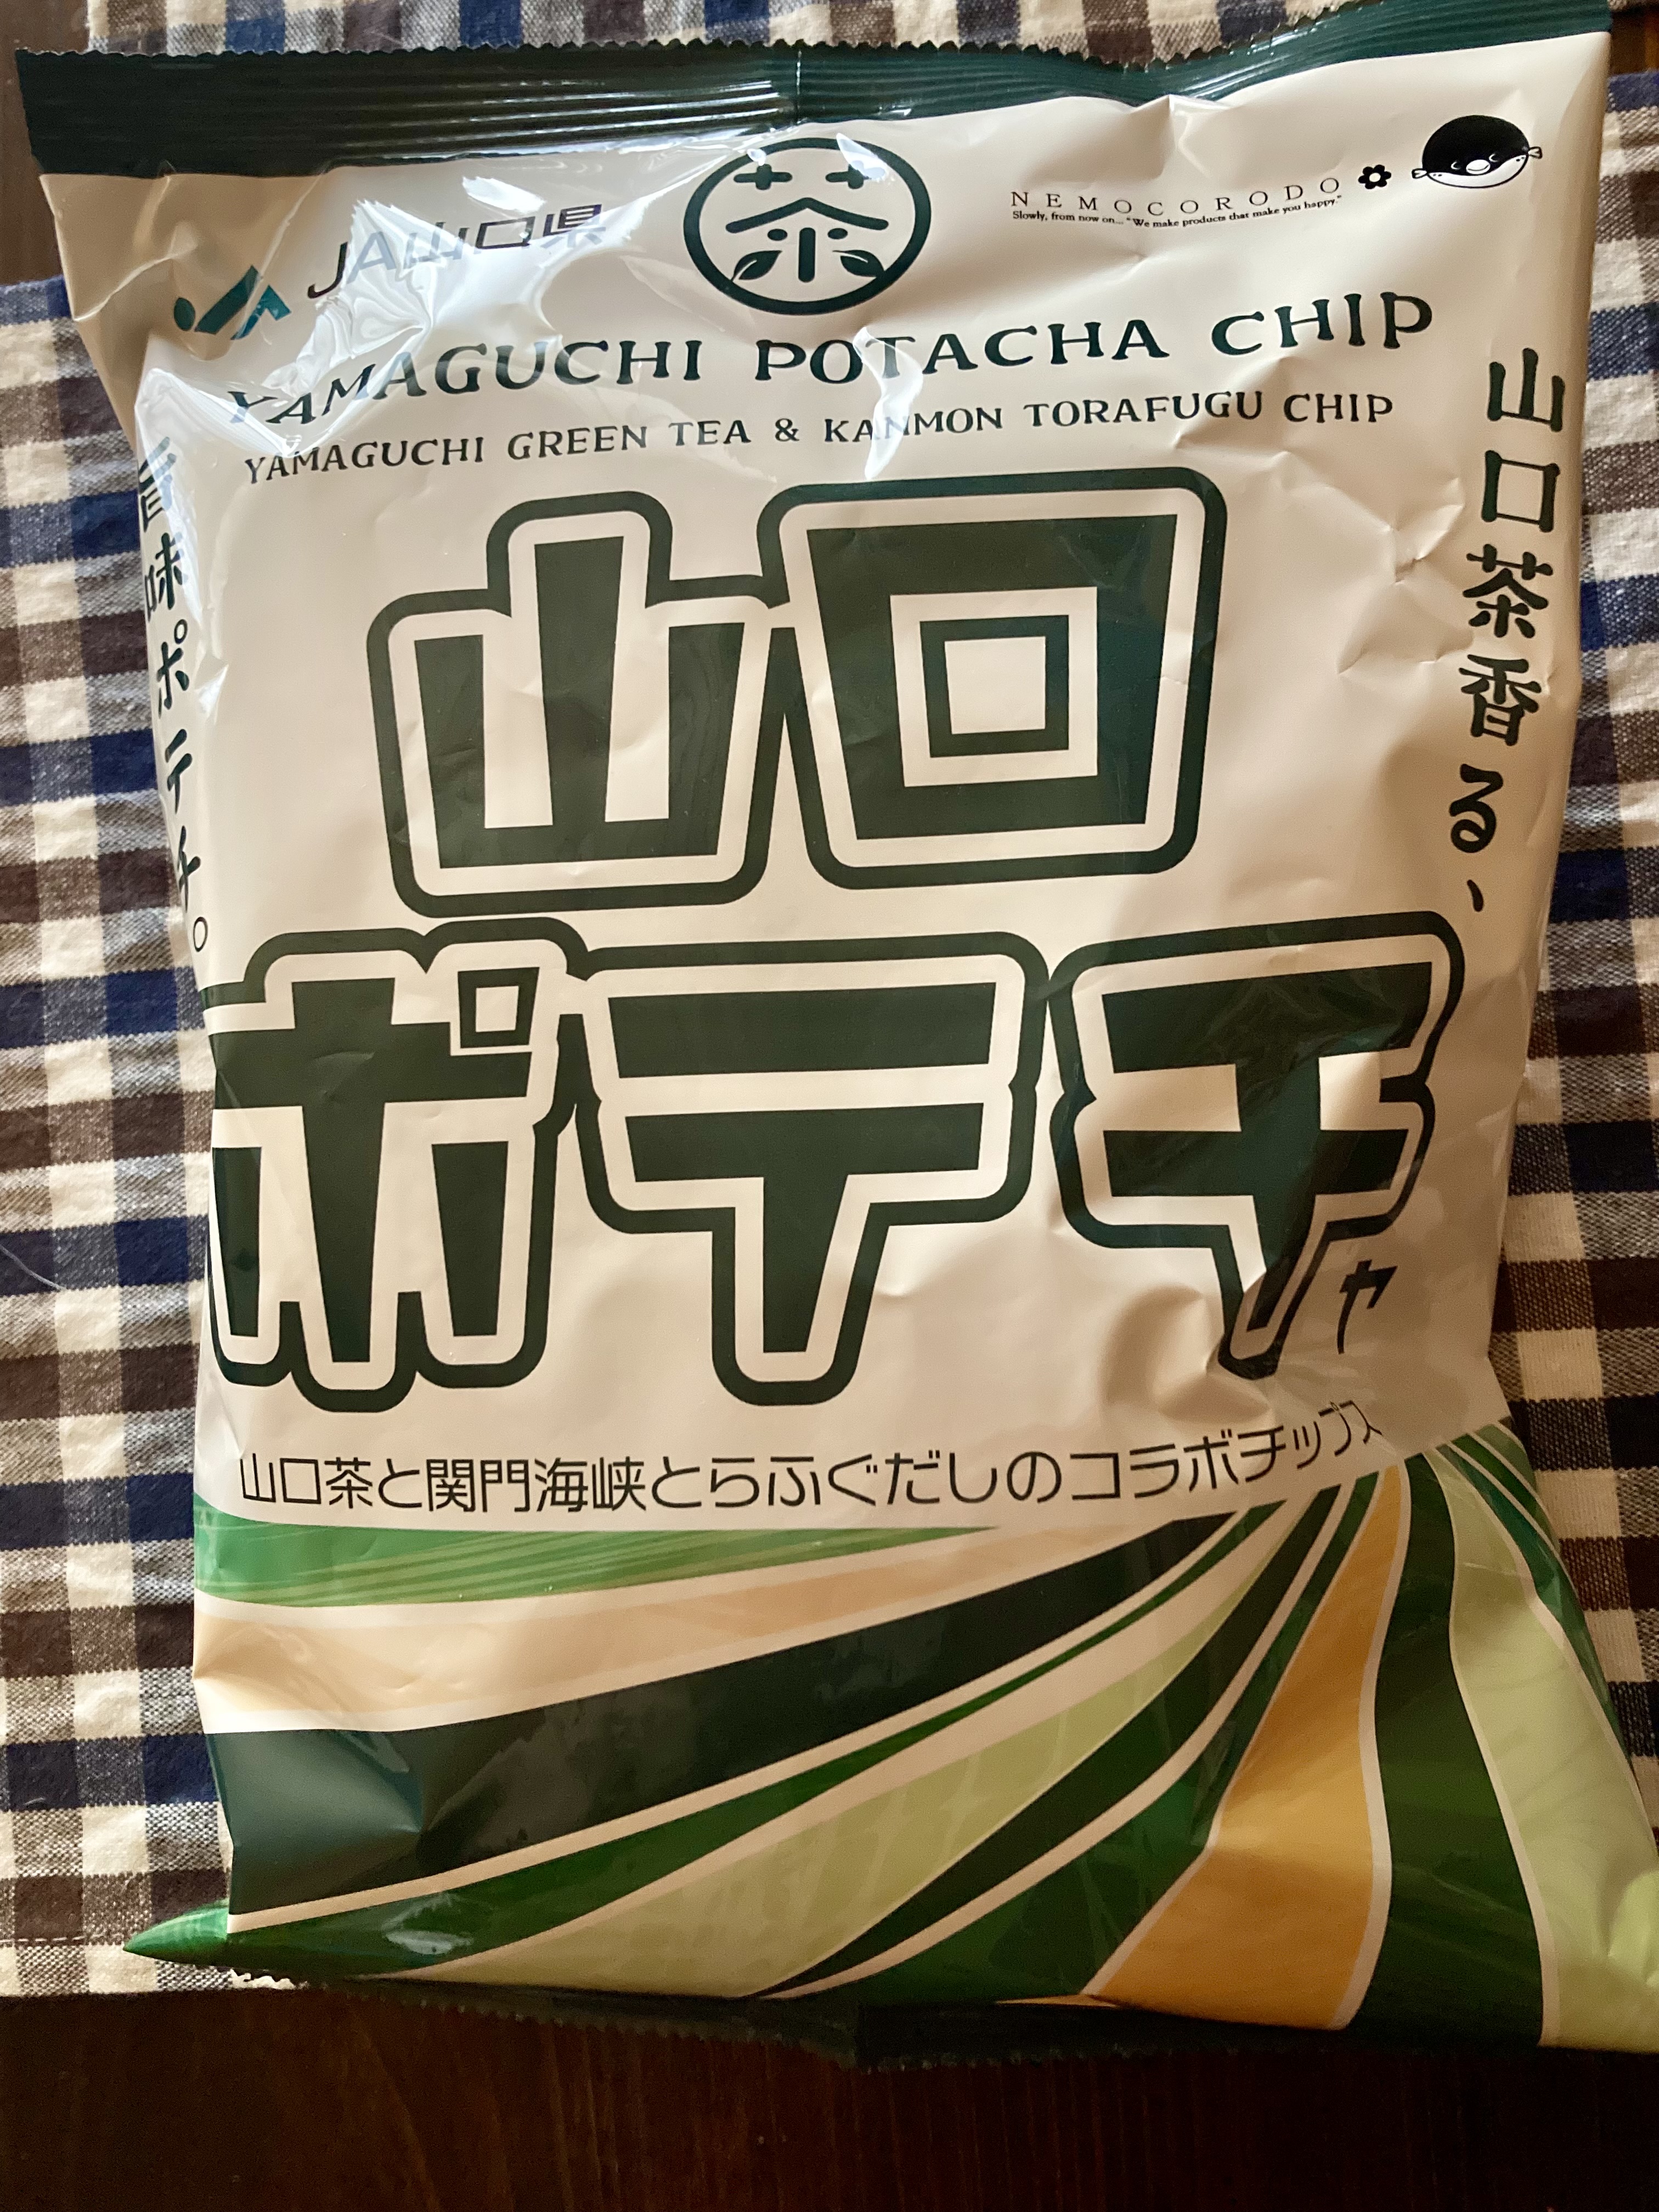 JA山口県
茶
NEMOCORODO
Slowly, from now on... "We make products that make you happy."
YAMAGUCHI POTACHA CHIP
YAMAGUCHI GREEN TEA & KANMON TORAFUGU CHIP
山口茶香る、
旨味ポテチ。
山口
ポテチャ
山口茶と関門海峡とらふぐだしのコラボチップス